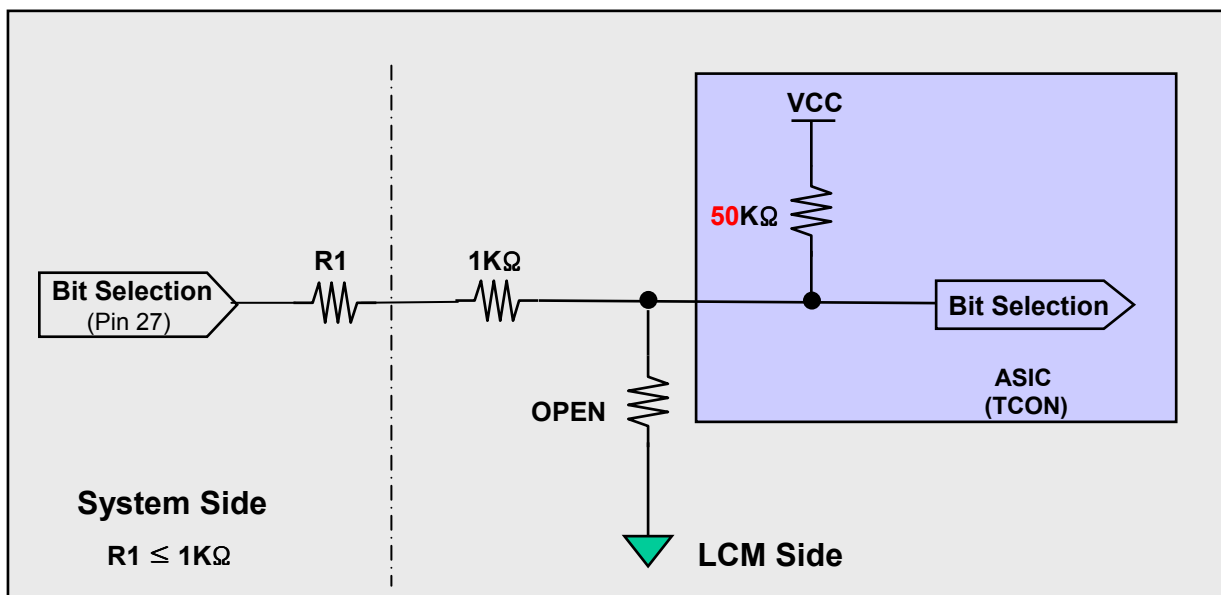 VCC
50KΩ
R1
1KΩ
Bit Selection
(Pin 27)
Bit Selection
ASIC
(TCON)
OPEN
System Side
R1 ≤ 1KΩ
LCM Side